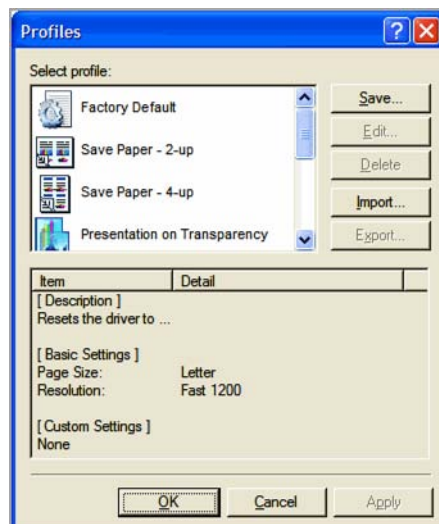 Profiles
Select profile:
Factory Default
Save Paper - 2-up
Save Paper - 4-up
Presentation on Transparency
Save...
Edit...
Delete
Import...
Export...
Item Detail
[ Description ]
Resets the driver to ...
[ Basic Settings ]
Page Size: Letter
Resolution: Fast 1200
[ Custom Settings ]
None
OK Cancel Apply